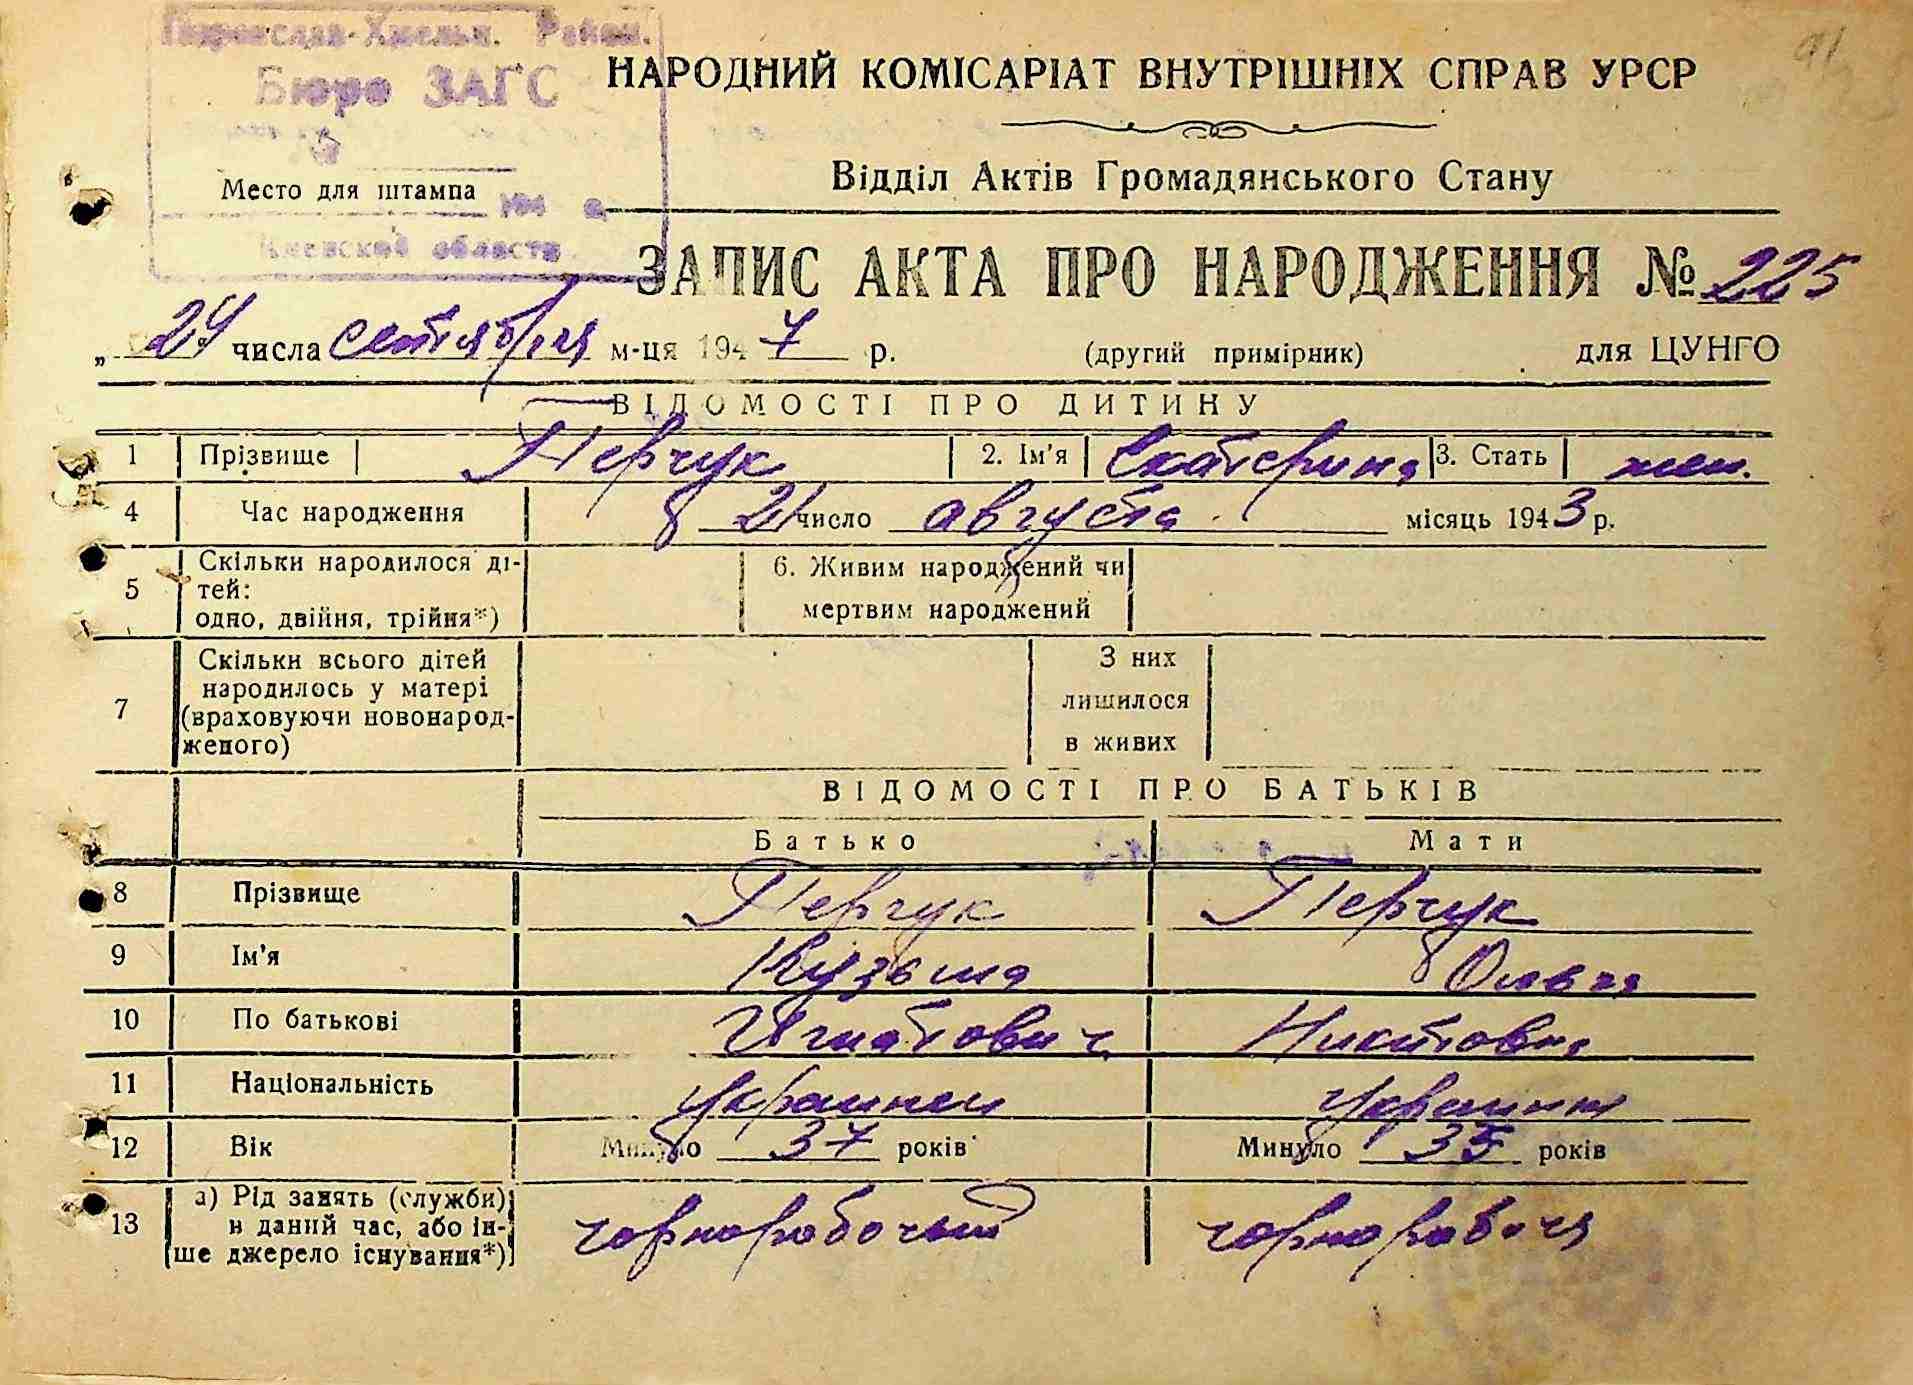 Хмельн. Район.
Бюро ЗАГС
Место для штампа
194 г.
Киевской области
91
НАРОДНИЙ КОМІСАРІАТ ВНУТРІШНІХ СПРАВ УРСР
Відділ Актів Громадянського Стану
ЗАПИС АКТА ПРО НАРОДЖЕННЯ № 225
„ 24 числа сентября м-ця 1947 р. (другий примірник) для ЦУНГО
ВІДОМОСТІ ПРО ДИТИНУ
1 Прізвище Перчук 2. Ім'я Екатерина 3. Стать жен.
4 Час народження 21 число августа місяць 1943 р.
5 Скільки народилося дітей: одно, двійня, трійня*) 6. Живим народжений чи мертвим народжений
7 Скільки всього дітей народилось у матері (враховуючи новонародженого) З них лишилося в живих
ВІДОМОСТІ ПРО БАТЬКІВ
Батько Мати
8 Прізвище Перчук Перчук
9 Ім'я Кузьма Ольга
10 По батькові Игнатович Никитовна
11 Національність украинец
12 Вік Минуло 37 років Минуло 35 років
13 а) Рід занять (служби) в даний час, або інше джерело існування*) чорнорабочий чорнорабочя